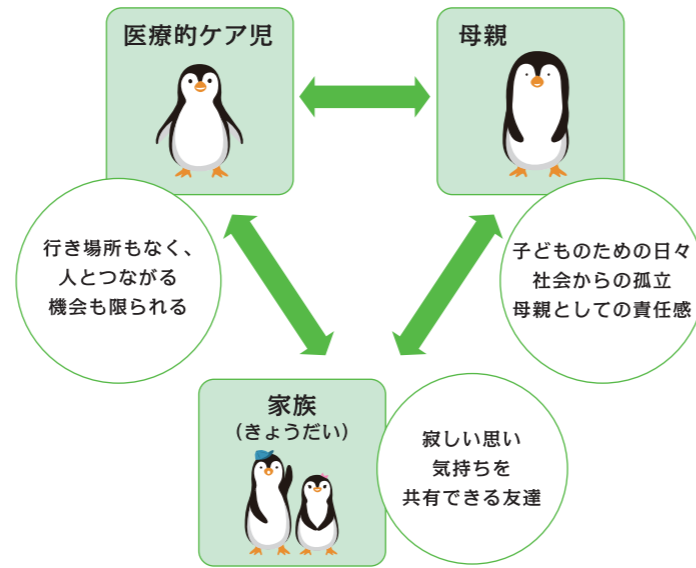 医療的ケア児
母親
行き場所もなく、
人とつながる
機会も限られる
子どものための日々
社会からの孤立
母親としての責任感
家族
（きょうだい）
寂しい思い
気持ちを
共有できる友達